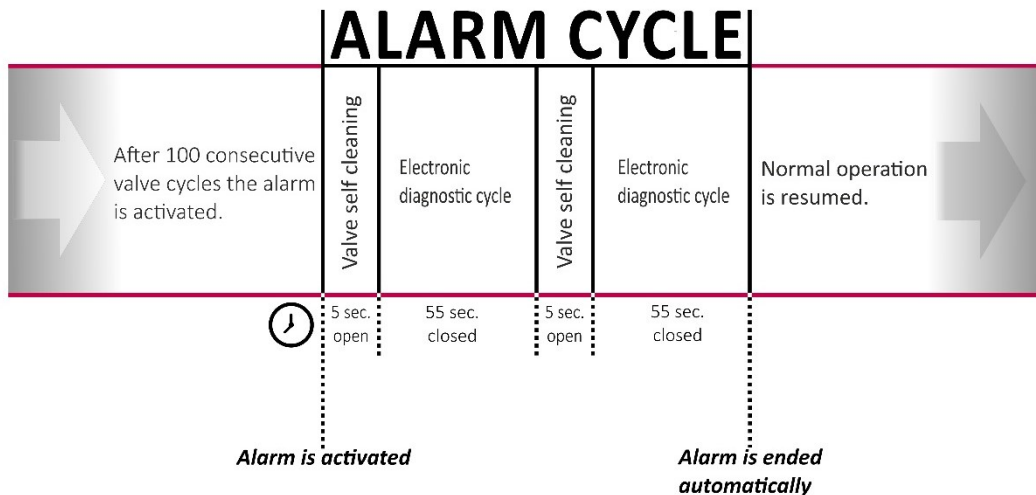 ALARM CYCLE
After 100 consecutive
valve cycles the alarm
is activated.
Valve self cleaning
Electronic
diagnostic cycle
Valve self cleaning
Electronic
diagnostic cycle
Normal operation
is resumed.
5 sec.
open
55 sec.
closed
5 sec.
open
55 sec.
closed
Alarm is activated
Alarm is ended
automatically